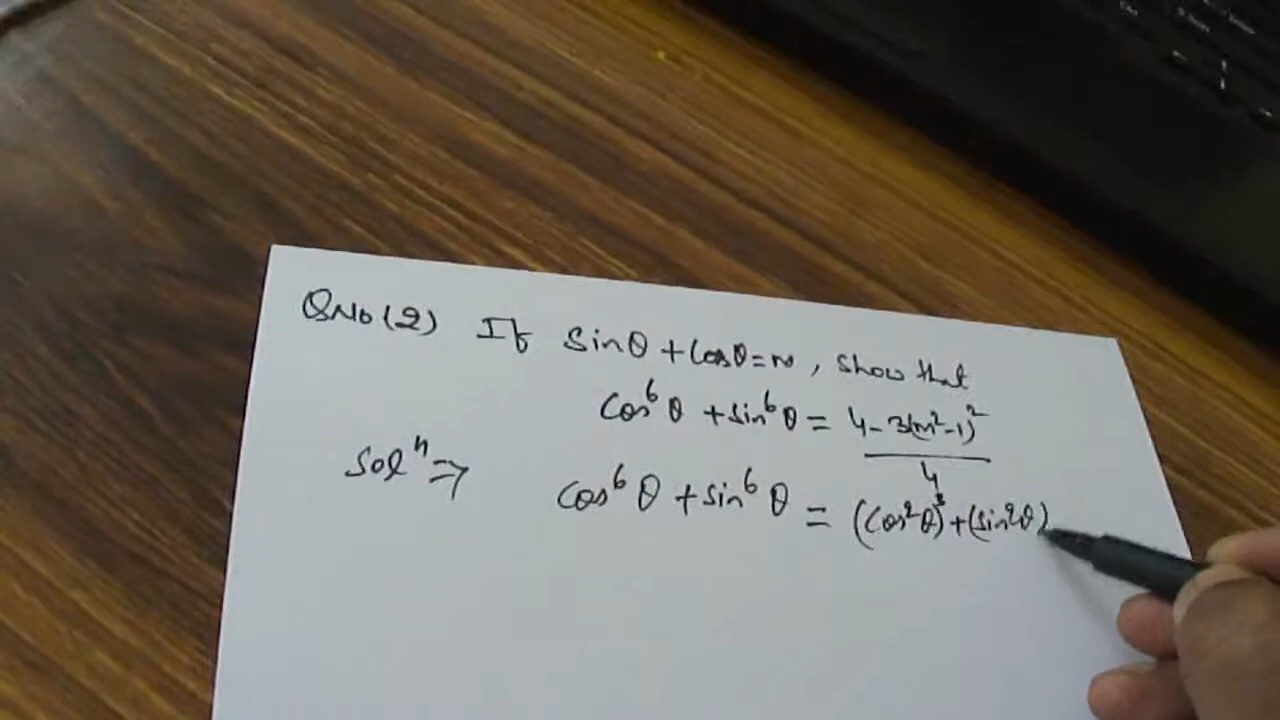 QNo (2) If sinθ + cosθ = m, show that
cos⁶θ + sin⁶θ = 4 - 3(m² - 1)² / 4
Solⁿ ⇒ cos⁶θ + sin⁶θ = (cos²θ)³ + (sin²θ)